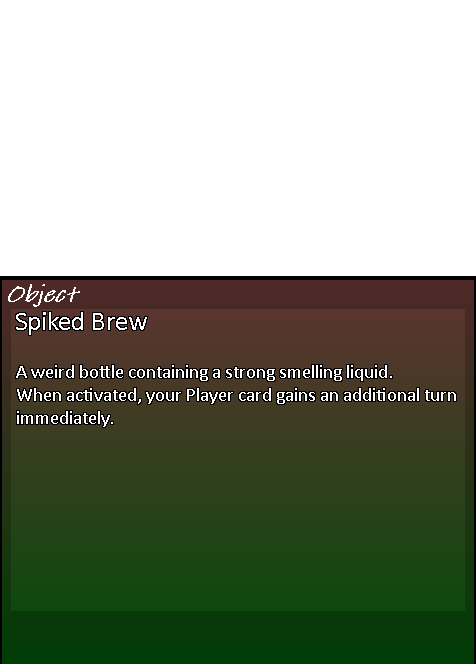 Object
Spiked Brew
A weird bottle containing a strong smelling liquid.
When activated, your Player card gains an additional turn
immediately.